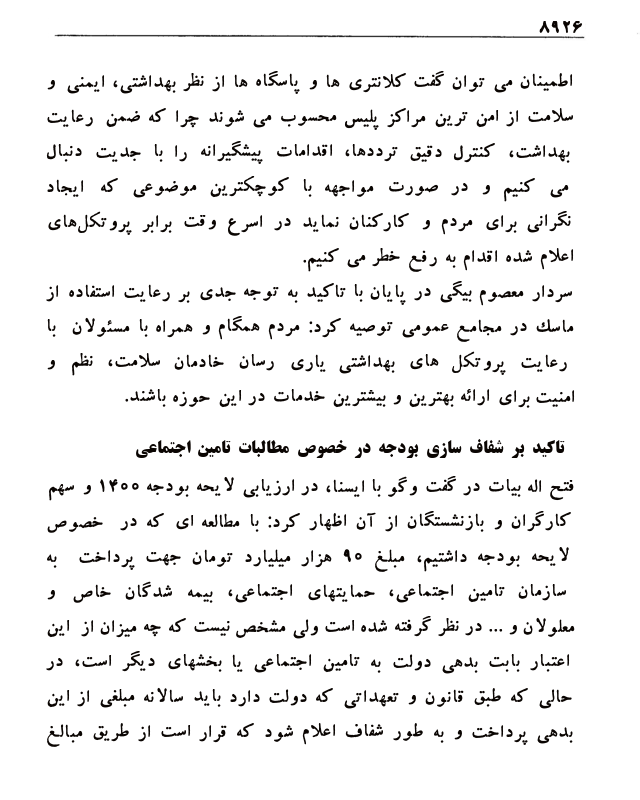 ۸۹۲۶
اطمینان می توان گفت کلانتری ها و پاسگاه ها از نظر بهداشتی، ایمنی و
سلامت از امن ترین مراکز پلیس محسوب می شوند چرا که ضمن رعایت
بهداشت، کنترل دقیق ترددها، اقدامات پیشگیرانه را با جدیت دنبال
می کنیم و در صورت مواجهه با کوچکترین موضوعی که ایجاد
نگرانی برای مردم و کارکنان نماید در اسرع وقت برابر پروتکل‌های
اعلام شده اقدام به رفع خطر می کنیم.
سردار معصوم بیگی در پایان با تاکید به توجه جدی بر رعایت استفاده از
ماسك در مجامع عمومی توصیه کرد: مردم همگام و همراه با مسئولان با
رعایت پروتکل های بهداشتی یاری رسان خادمان سلامت، نظم و
امنیت برای ارائه بهترین و بیشترین خدمات در این حوزه باشند.
تاکید بر شفاف سازی بودجه در خصوص مطالبات تامین اجتماعی
فتح اله بیات در گفت وگو با ایسنا، در ارزیابی لایحه بودجه ۱۴۰۰ و سهم
کارگران و بازنشستگان از آن اظهار کرد: با مطالعه ای که در خصوص
لایحه بودجه داشتیم، مبلغ ۹۰ هزار میلیارد تومان جهت پرداخت به
سازمان تامین اجتماعی، حمایتهای اجتماعی، بیمه شدگان خاص و
معلولان و ... در نظر گرفته شده است ولی مشخص نیست که چه میزان از این
اعتبار بابت بدهی دولت به تامین اجتماعی یا بخشهای دیگر است، در
حالی که طبق قانون و تعهداتی که دولت دارد باید سالانه مبلغی از این
بدهی پرداخت و به طور شفاف اعلام شود که قرار است از طریق مبالغ